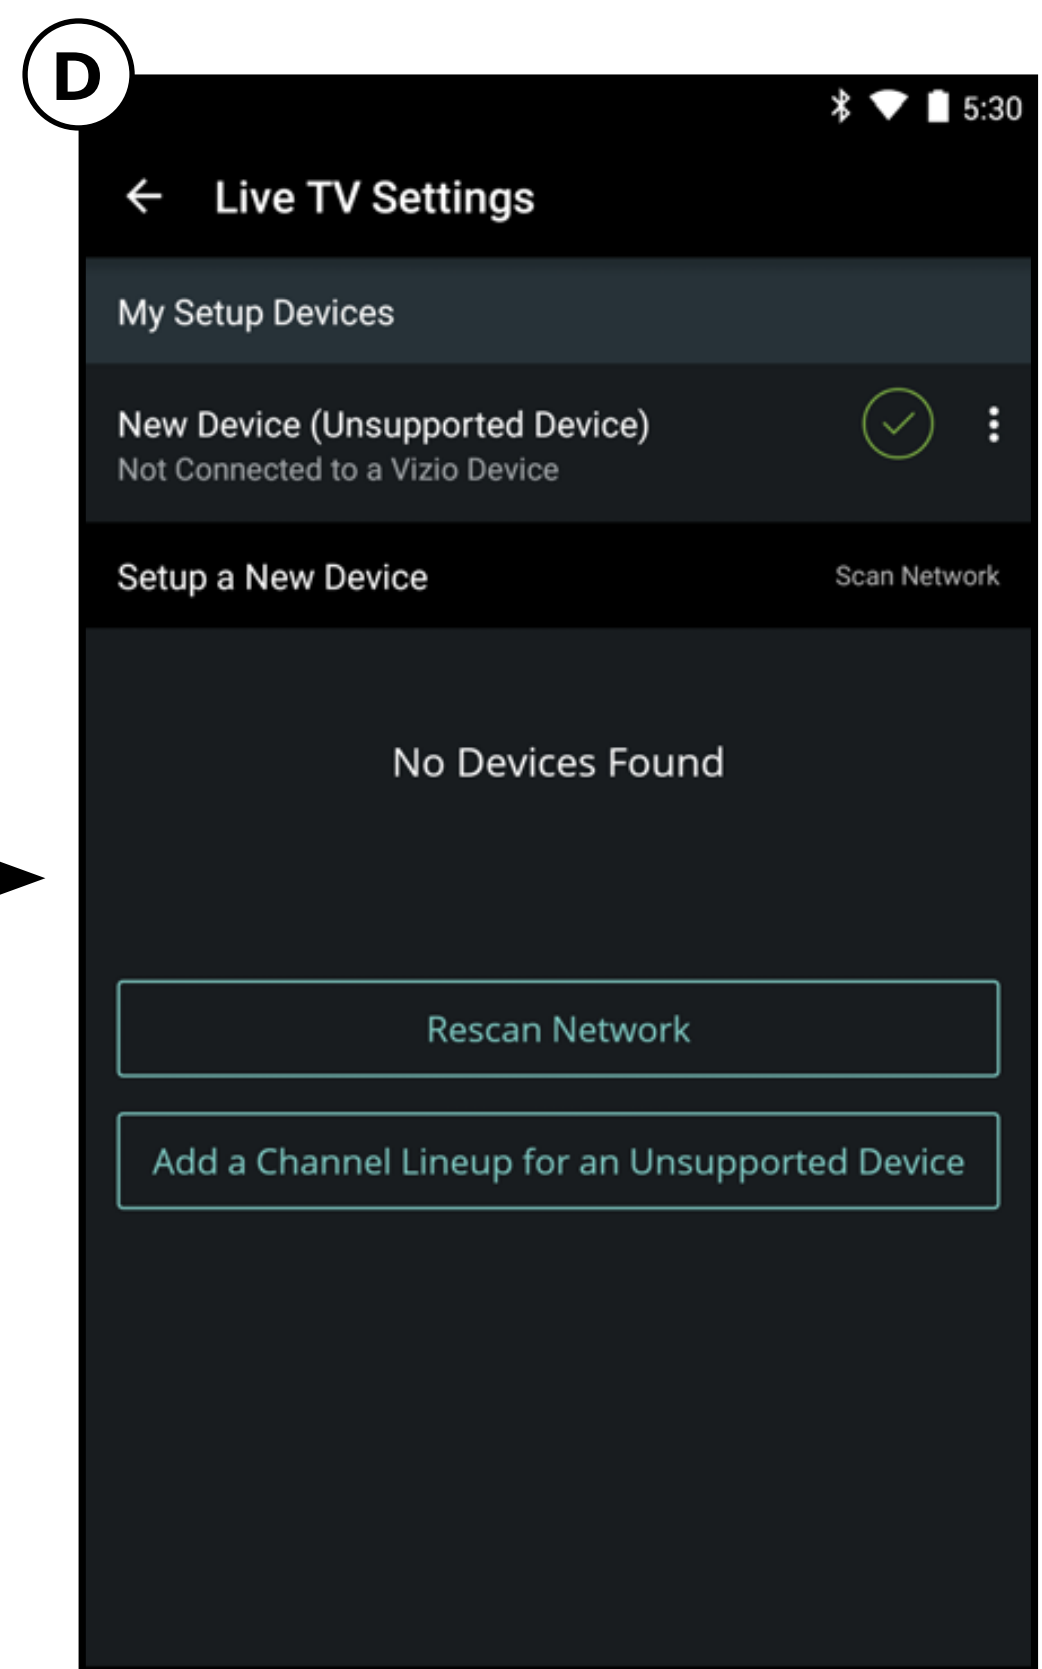 D
5:30
Live TV Settings
My Setup Devices
New Device (Unsupported Device)
Not Connected to a Vizio Device
Setup a New Device
Scan Network
No Devices Found
Rescan Network
Add a Channel Lineup for an Unsupported Device